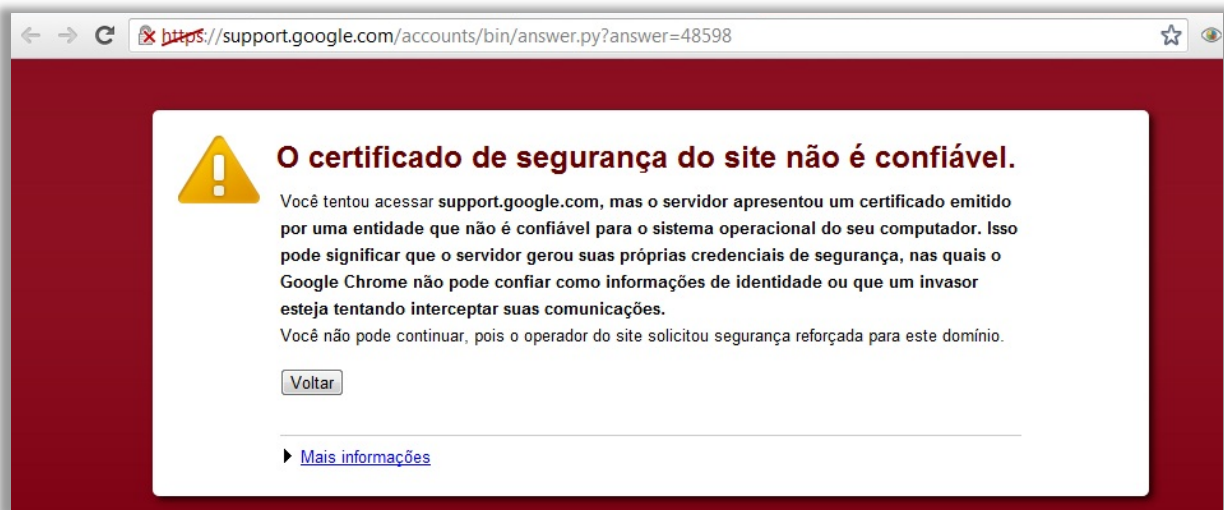 https://support.google.com/accounts/bin/answer.py?answer=48598
O certificado de segurança do site não é confiável.
Você tentou acessar support.google.com, mas o servidor apresentou um certificado emitido
por uma entidade que não é confiável para o sistema operacional do seu computador. Isso
pode significar que o servidor gerou suas próprias credenciais de segurança, nas quais o
Google Chrome não pode confiar como informações de identidade ou que um invasor
esteja tentando interceptar suas comunicações.
Você não pode continuar, pois o operador do site solicitou segurança reforçada para este domínio.
Voltar
Mais informações